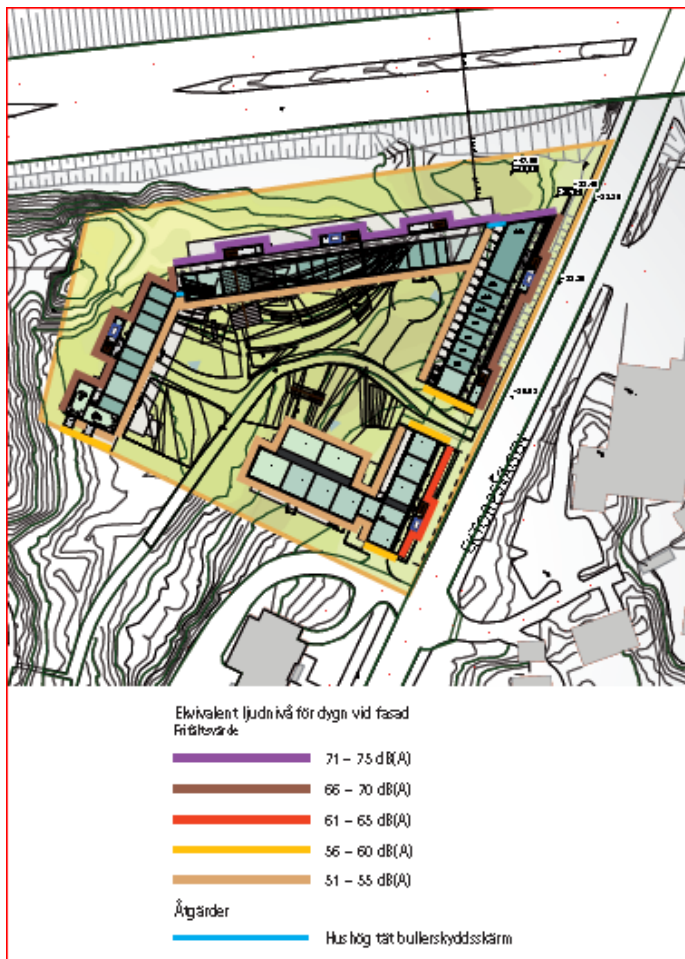 EKTORPSVÄGEN
Ekvivalent ljudnivå för dygn vid fasad
Frifältsvärde
71 – 75 dB(A)
66 – 70 dB(A)
61 – 65 dB(A)
56 – 60 dB(A)
51 – 55 dB(A)
Åtgärder
Hushög tät bullerskyddsskärm